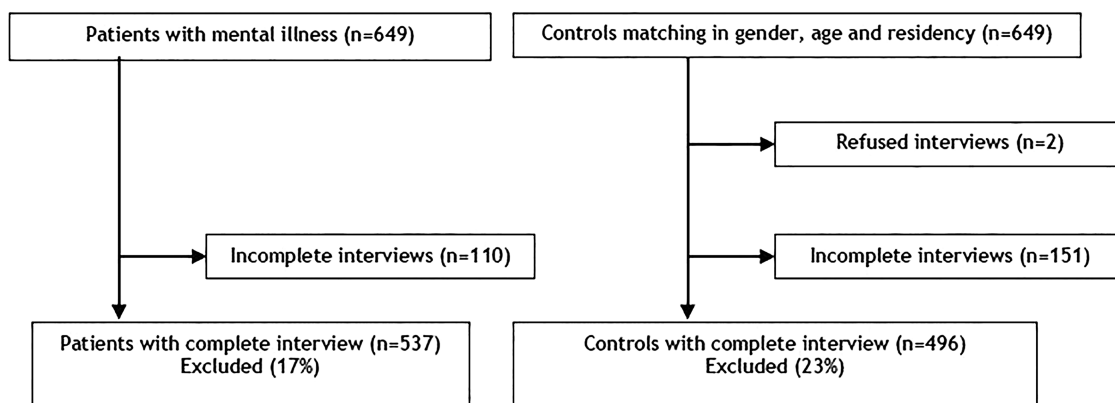 Patients with mental illness (n=649)
Controls matching in gender, age and residency (n=649)
Refused interviews (n=2)
Incomplete interviews (n=110)
Incomplete interviews (n=151)
Patients with complete interview (n=537)
Excluded (17%)
Controls with complete interview (n=496)
Excluded (23%)